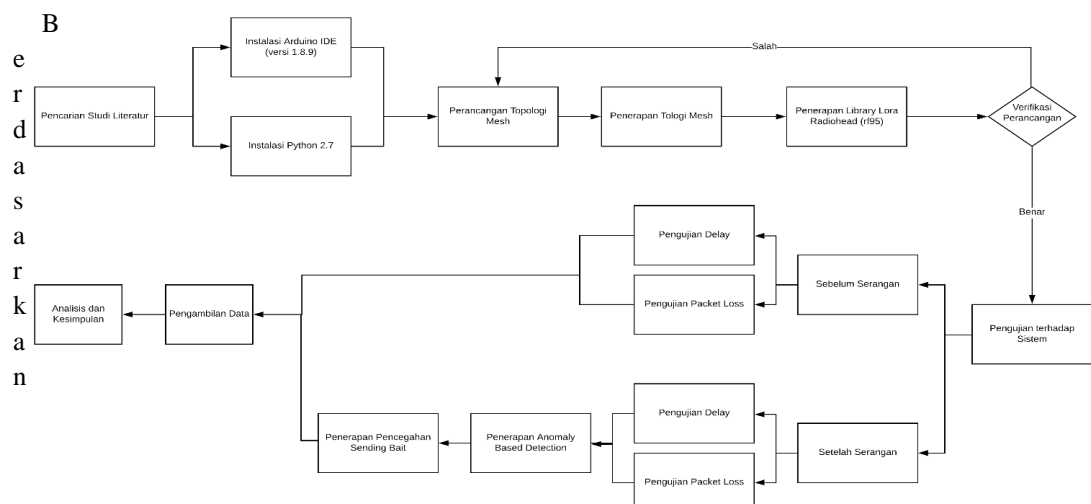 B
e
r
d
a
s
a
r
k
a
n
Pencarian Studi Literatur
Instalasi Arduino IDE
(versi 1.8.9)
Instalasi Python 2.7
Perancangan Topologi
Mesh
Penerapan Tologi Mesh
Penerapan Library Lora
Radiohead (rf95)
Verifikasi
Perancangan
Salah
Benar
Pengujian terhadap
Sistem
Sebelum Serangan
Pengujian Delay
Pengujian Packet Loss
Setelah Serangan
Pengujian Delay
Pengujian Packet Loss
Penerapan Anomaly
Based Detection
Penerapan Pencegahan
Sending Bait
Pengambilan Data
Analisis dan
Kesimpulan